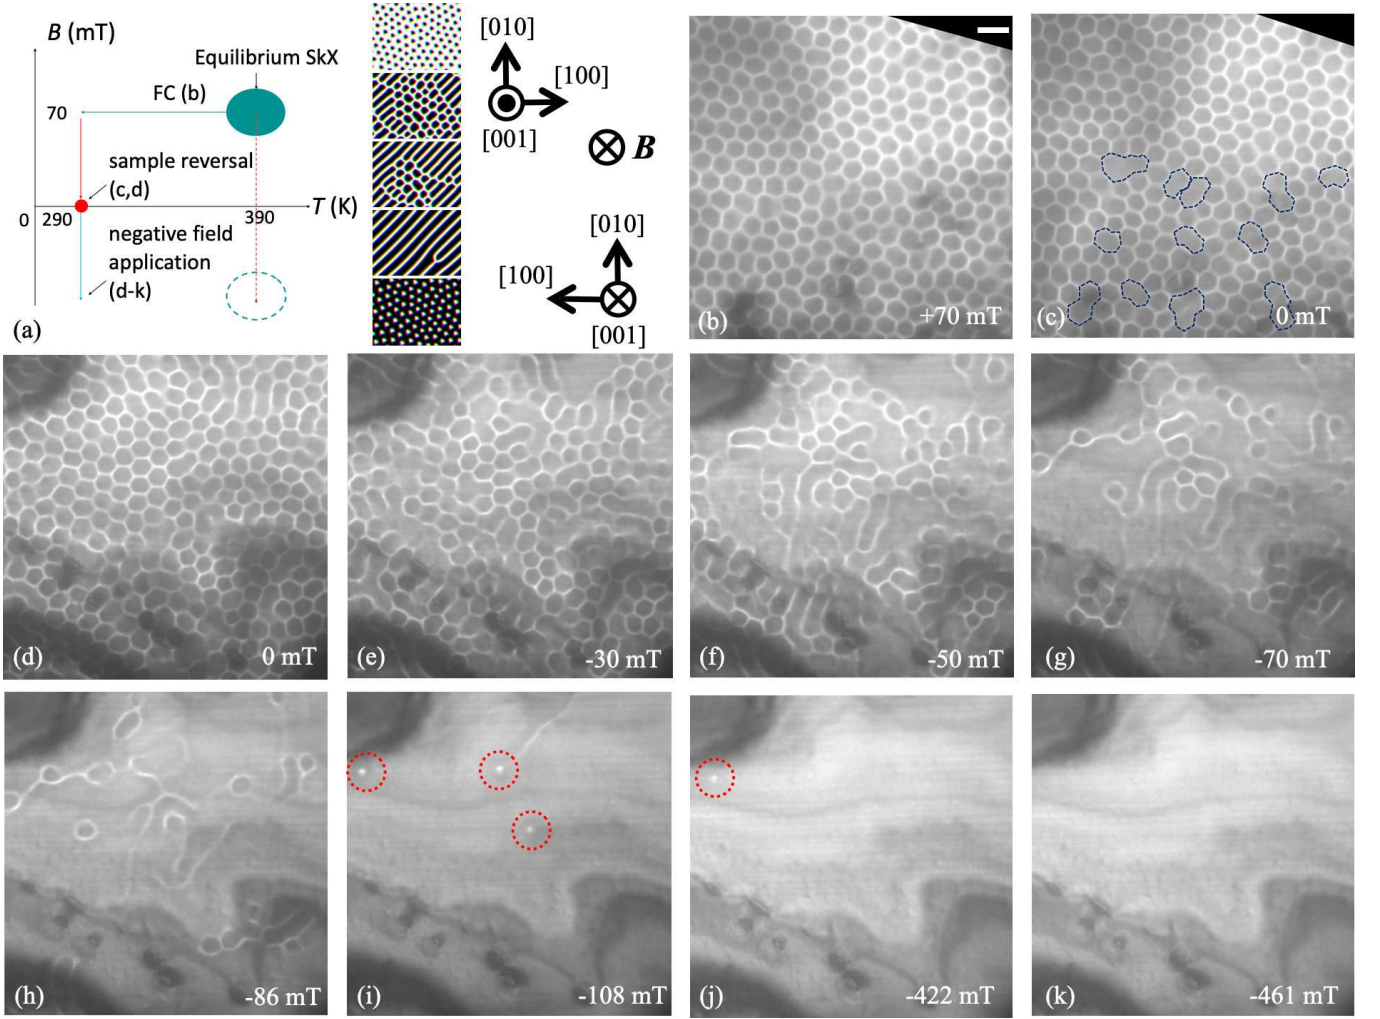 B (mT)
Equilibrium SkX
FC (b)
70
sample reversal
(c,d)
T (K)
0
290
390
negative field
application
(d-k)
(a)
[010]
[100]
[001]
B
[010]
[100]
[001]
(b)
+70 mT
(c)
0 mT
(d)
0 mT
(e)
-30 mT
(f)
-50 mT
(g)
-70 mT
(h)
-86 mT
(i)
-108 mT
(j)
-422 mT
(k)
-461 mT